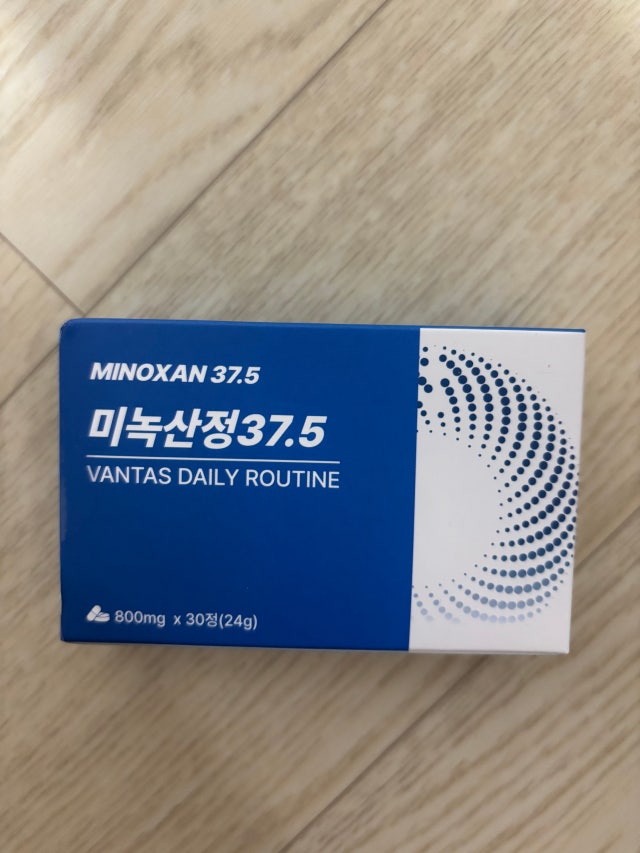 MINOXAN 37.5
미녹산정37.5
VANTAS DAILY ROUTINE
800mg x 30정(24g)